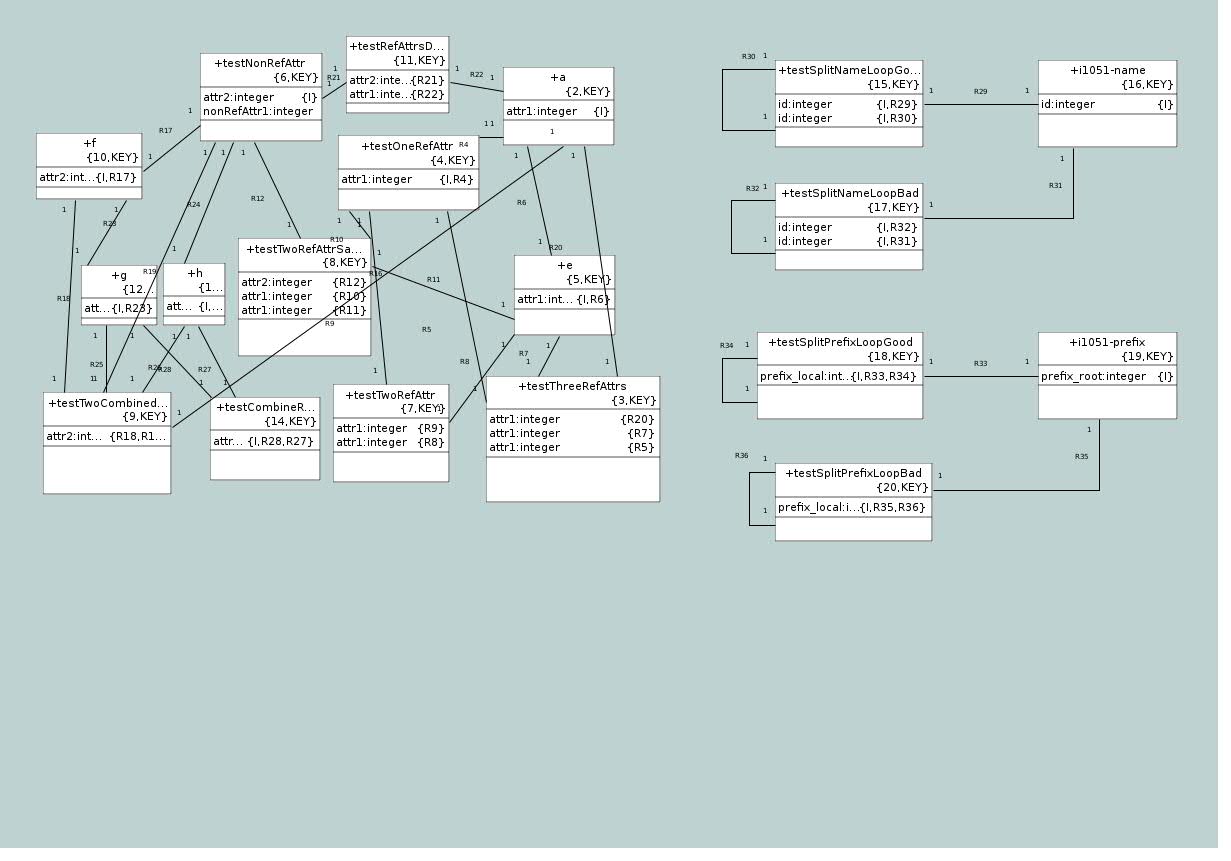 +testNonRefAttr
{6,KEY}
attr2:integer {I}
nonRefAttr1:integer
+testRefAttrsD...
{11,KEY}
attr2:inte...{R21}
attr1:inte...{R22}
+a
{2,KEY}
attr1:integer {I}
+f
{10,KEY}
attr2:int...{I,R17}
+testOneRefAttr
{4,KEY}
attr1:integer {I,R4}
+testTwoRefAttrSa...
{8,KEY}
attr2:integer {R12}
attr1:integer {R10}
attr1:integer {R11}
+e
{5,KEY}
attr1:int... {I,R6}
+g
{12...
att...{I,R23}
+h
{1...
att... {I,...
+testTwoCombined...
{9,KEY}
attr2:int... {R18,R1...
+testCombineR...
{14,KEY}
attr... {I,R28,R27}
+testTwoRefAttr
{7,KEY}
attr1:integer {R9}
attr1:integer {R8}
+testThreeRefAttrs
{3,KEY}
attr1:integer {R20}
attr1:integer {R7}
attr1:integer {R5}
R21
R22
R17
R4
R12
R24
R23
R6
R10
R20
R19
R16
R11
R18
R9
R5
R7
R8
R25
R28
R27
+testSplitNameLoopGo...
{15,KEY}
id:integer {I,R29}
id:integer {I,R30}
+i1051-name
{16,KEY}
id:integer {I}
R30
R29
+testSplitNameLoopBad
{17,KEY}
id:integer {I,R32}
id:integer {I,R31}
R32
R31
+testSplitPrefixLoopGood
{18,KEY}
prefix_local:int...{I,R33,R34}
+i1051-prefix
{19,KEY}
prefix_root:integer {I}
R34
R33
+testSplitPrefixLoopBad
{20,KEY}
prefix_local:i...{I,R35,R36}
R36
R35